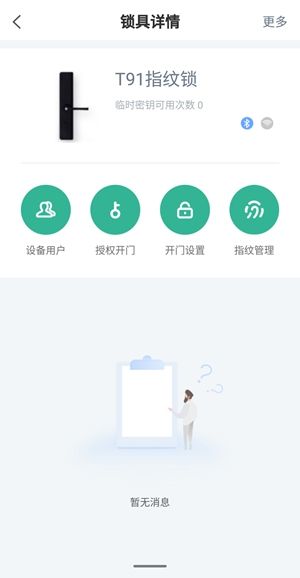 锁具详情
更多
T91指纹锁
临时密钥可用次数 0
设备用户
授权开门
开门设置
指纹管理
暂无消息